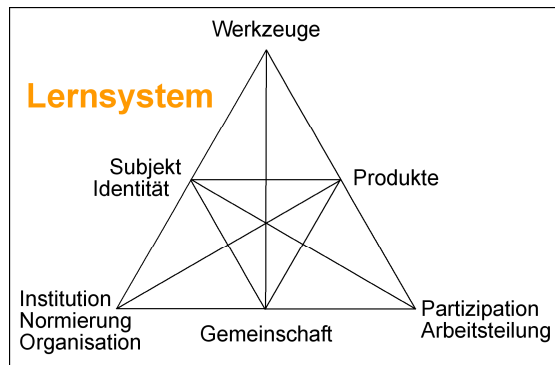 Werkzeuge
Lernsystem
Subjekt
Identität
Produkte
Institution
Normierung
Organisation
Gemeinschaft
Partizipation
Arbeitsteilung